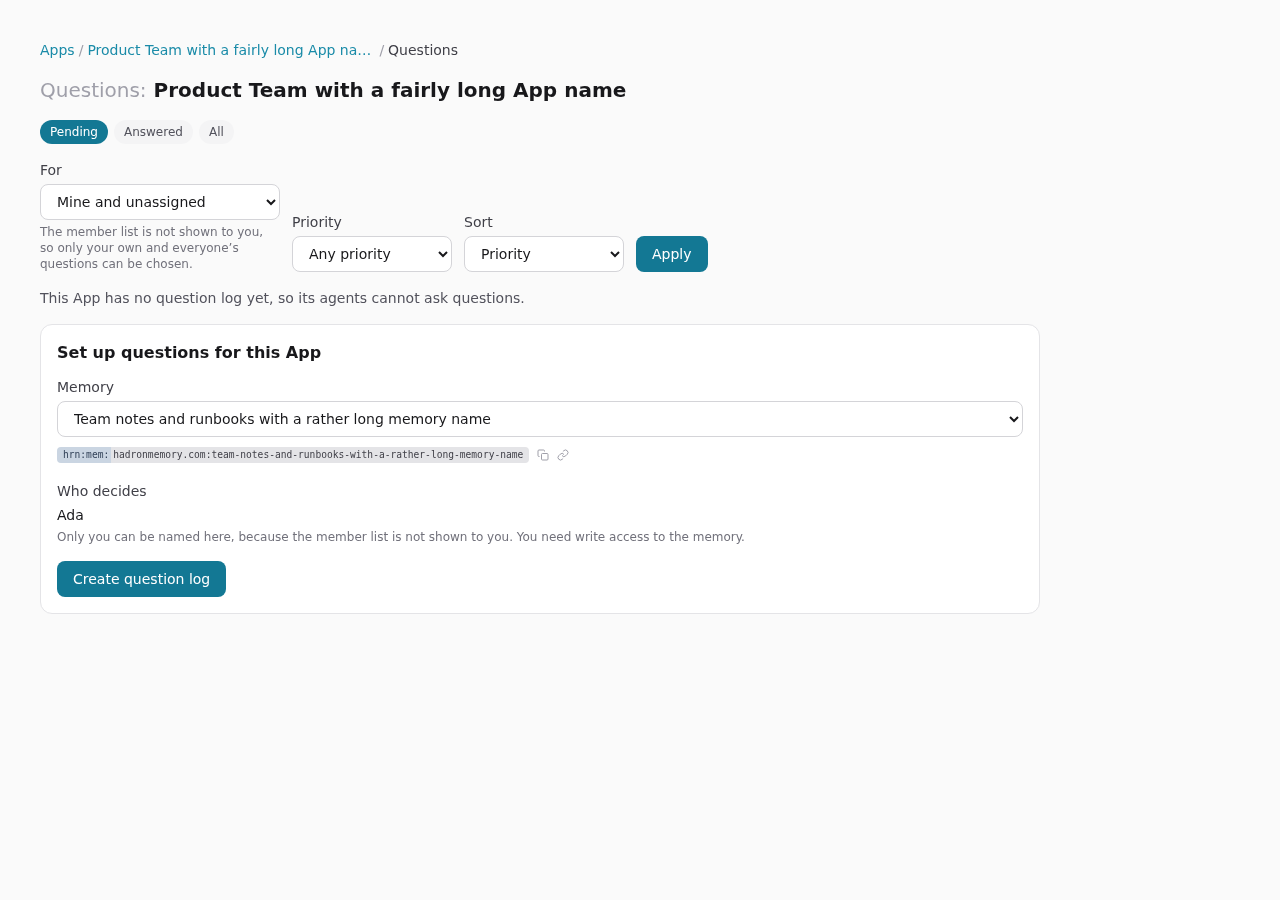 Apps / Product Team with a fairly long App na… / Questions
Questions: Product Team with a fairly long App name
Pending Answered All
For
Mine and unassigned
The member list is not shown to you,
so only your own and everyone’s
questions can be chosen.
Priority
Any priority
Sort
Priority
Apply
This App has no question log yet, so its agents cannot ask questions.
Set up questions for this App
Memory
Team notes and runbooks with a rather long memory name
hrn:mem: hadronmemory.com:team-notes-and-runbooks-with-a-rather-long-memory-name
Who decides
Ada
Only you can be named here, because the member list is not shown to you. You need write access to the memory.
Create question log